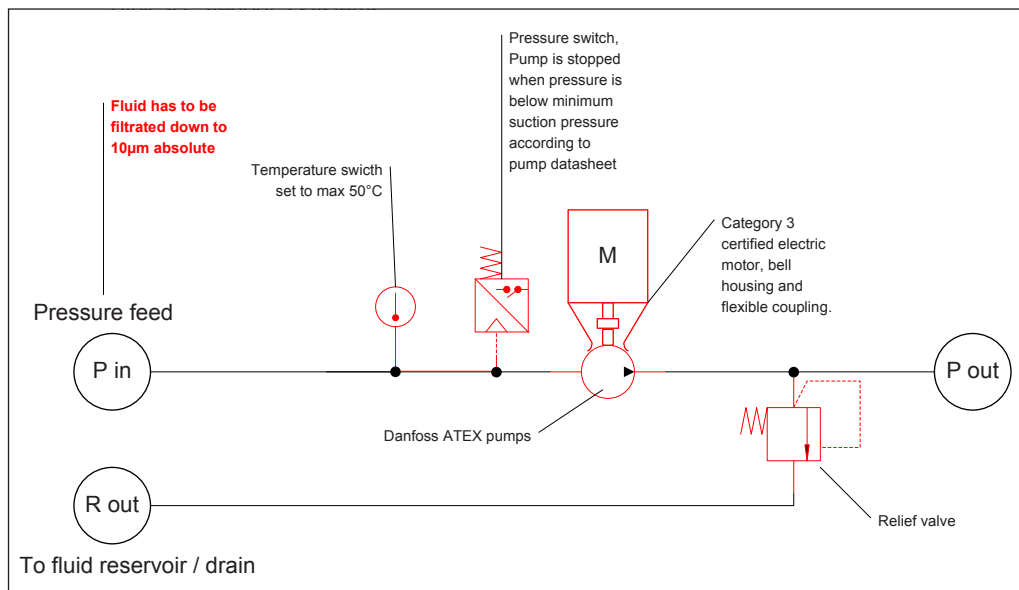 Pressure switch,
Pump is stopped
when pressure is
below minimum
suction pressure
according to
pump datasheet
Fluid has to be
filtrated down to
10µm absolute
Temperature swicth
set to max 50°C
M
Category 3
certified electric
motor, bell
housing and
flexible coupling.
Pressure feed
P in
P out
Danfoss ATEX pumps
R out
Relief valve
To fluid reservoir / drain